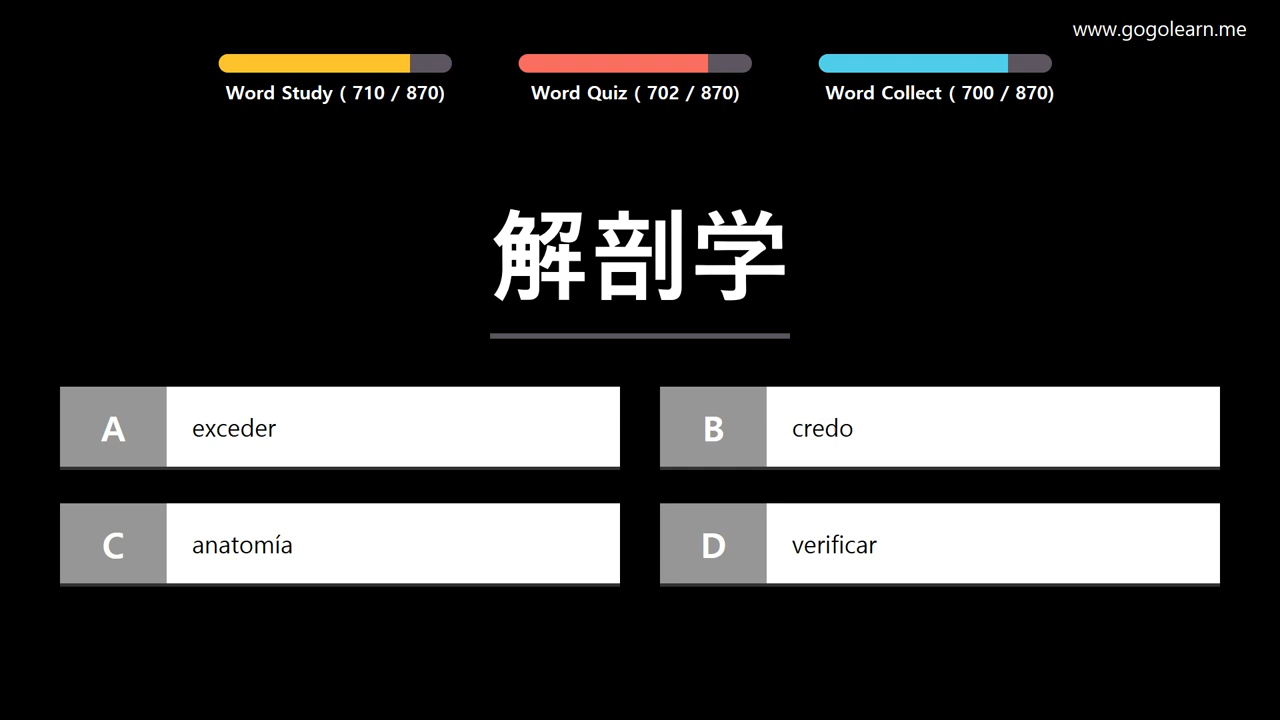 www.gogolearn.me
Word Study ( 710 / 870)
Word Quiz ( 702 / 870)
Word Collect ( 700 / 870)
解剖学
A exceder
B credo
C anatomía
D verificar